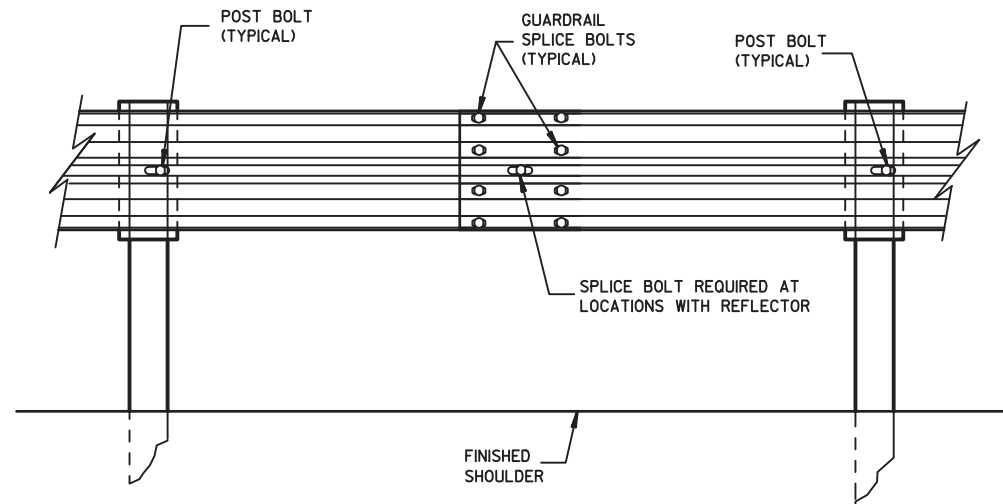 POST BOLT
(TYPICAL)
GUARDRAIL
SPLICE BOLTS
(TYPICAL)
POST BOLT
(TYPICAL)
SPLICE BOLT REQUIRED AT
LOCATIONS WITH REFLECTOR
FINISHED
SHOULDER